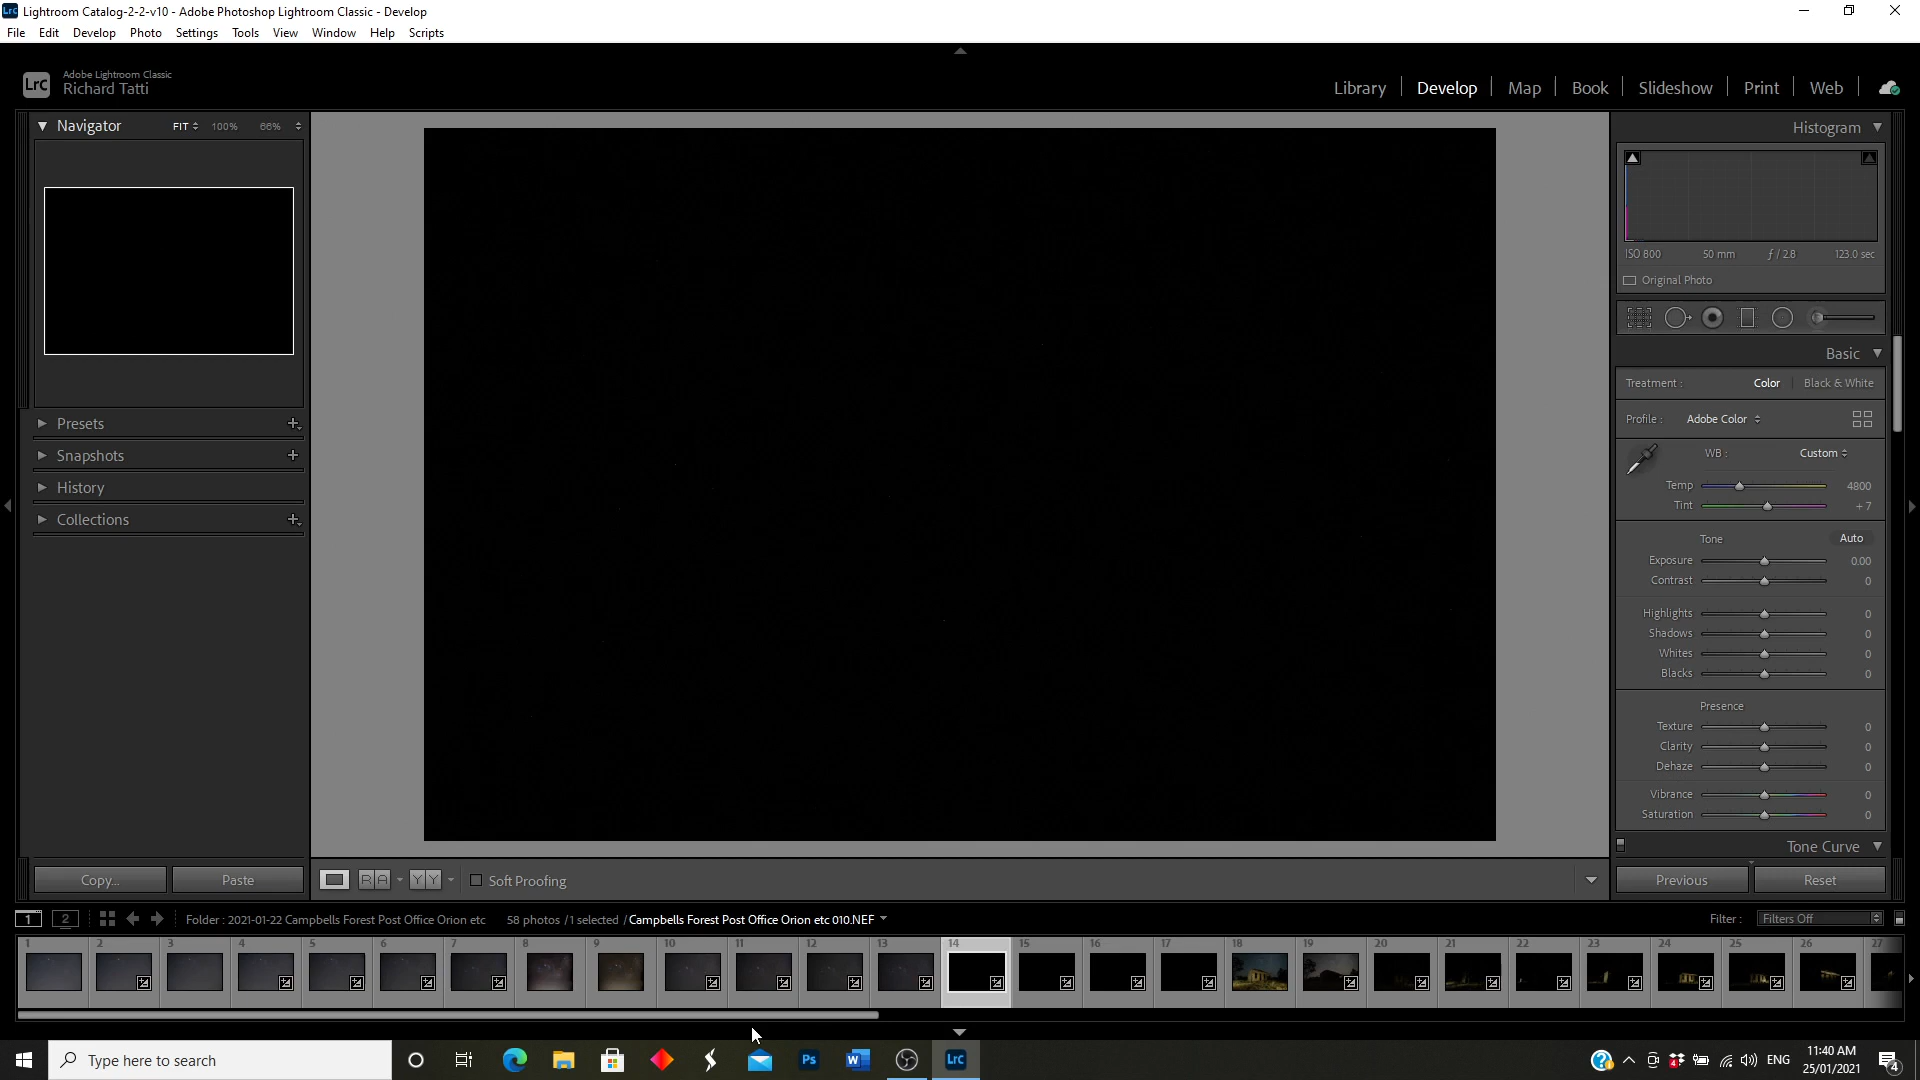 Lightroom Catalog-2-2-v10 - Adobe Photoshop Lightroom Classic - Develop
File Edit Develop Photo Settings Tools View Window Help Scripts
LrC Adobe Lightroom Classic
Richard Tatti
Library Develop Map Book Slideshow Print Web
Navigator FIT 100% 66%
Histogram
ISO 800 50 mm ƒ / 2.8 123.0 sec
Original Photo
Basic
Treatment : Color Black & White
Profile : Adobe Color
WB : Custom
Temp 4800
Tint + 7
Tone Auto
Exposure 0.00
Contrast 0
Highlights 0
Shadows 0
Whites 0
Blacks 0
Presence
Texture 0
Clarity 0
Dehaze 0
Vibrance 0
Saturation 0
Tone Curve
Previous Reset
Presets
Snapshots
History
Collections
Copy... Paste
R A Y Y Soft Proofing
1 2 Folder : 2021-01-22 Campbells Forest Post Office Orion etc 58 photos / 1 selected / Campbells Forest Post Office Orion etc 010.NEF Filter : Filters Off
1 2 3 4 5 6 7 8 9 10 11 12 13 14 15 16 17 18 19 20 21 22 23 24 25 26 27
Type here to search
Ps LrC
ENG 11:40 AM
25/01/2021
4